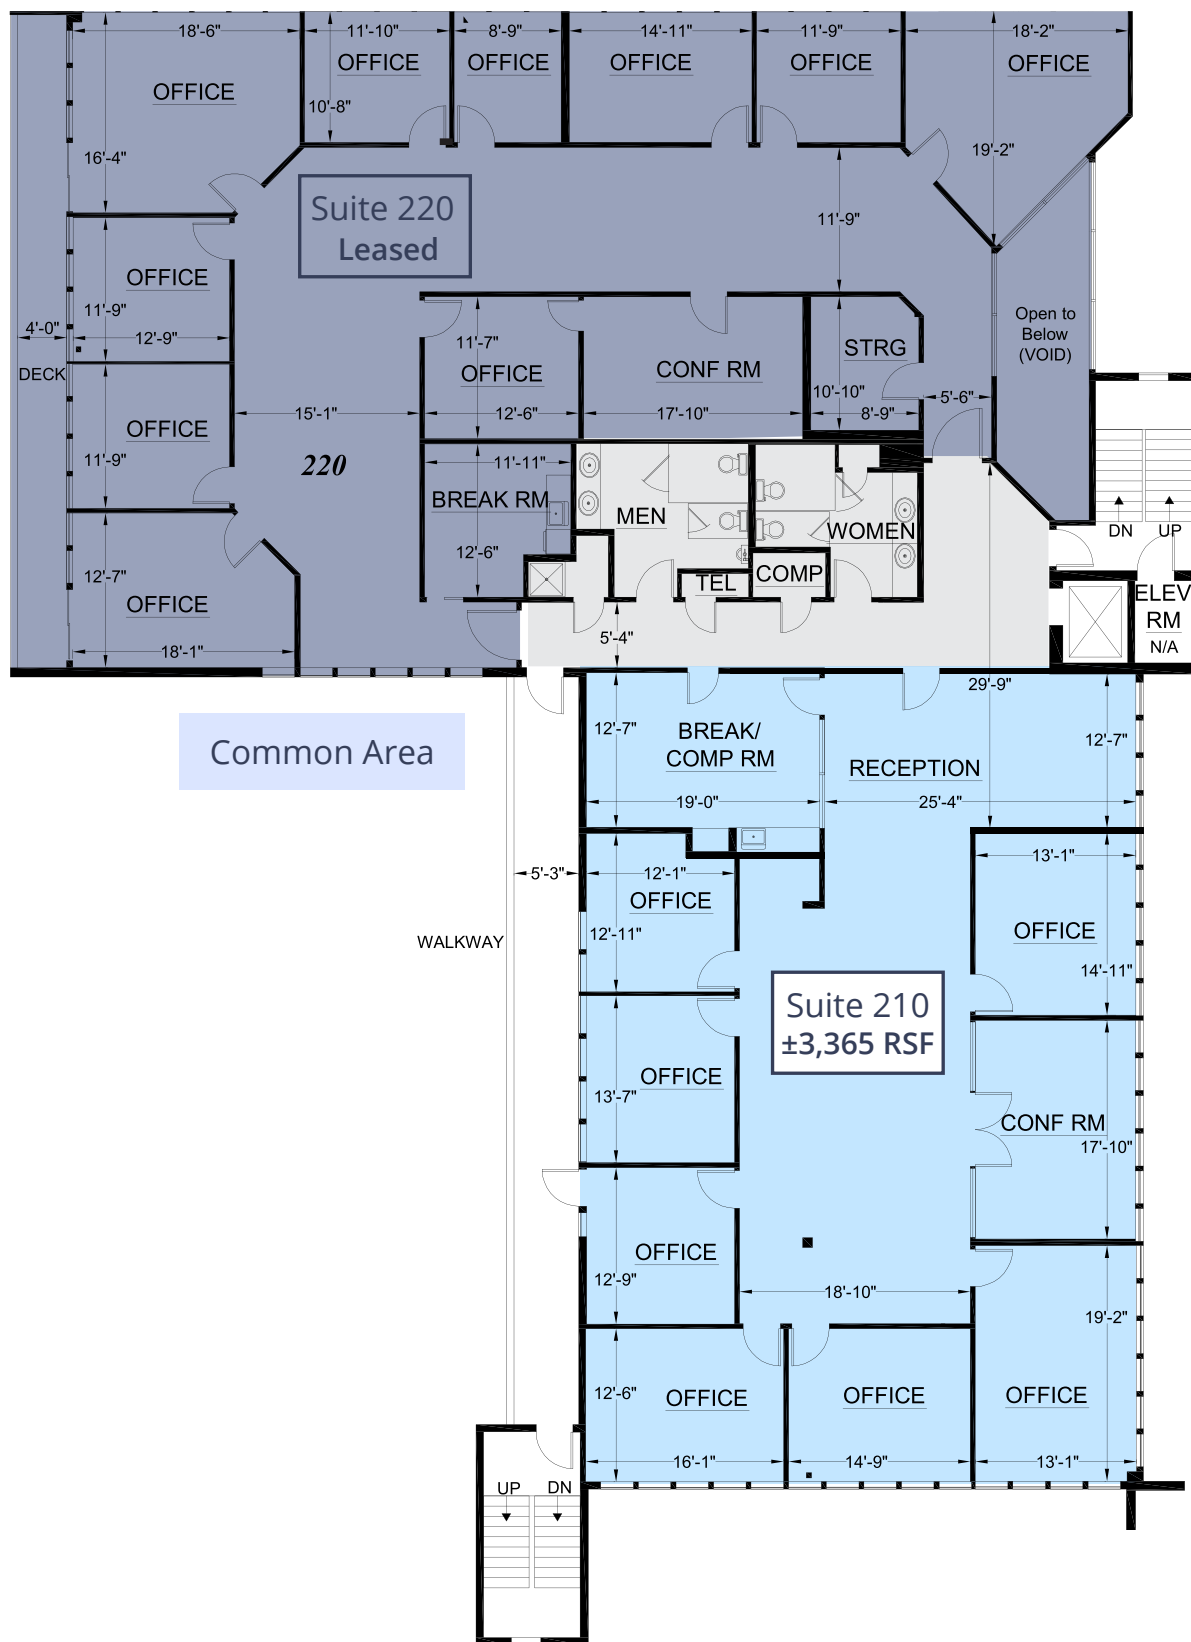 18'-6"
11'-10"
8'-9"
14'-11"
11'-9"
18'-2"
OFFICE
OFFICE
OFFICE
OFFICE
OFFICE
OFFICE
10'-8"
16'-4"
19'-2"
Suite 220
Leased
11'-9"
OFFICE
11'-9"
12'-9"
4'-0"
DECK
11'-7"
OFFICE
12'-6"
CONF RM
17'-10"
STRG
10'-10"
8'-9"
5'-6"
Open to
Below
(VOID)
15'-1"
OFFICE
11'-9"
220
11'-11"
BREAK RM
12'-6"
MEN
WOMEN
TEL
COMP
DN
UP
ELEV
RM
N/A
12'-7"
OFFICE
18'-1"
5'-4"
29'-9"
Common Area
12'-7"
BREAK/
COMP RM
19'-0"
RECEPTION
25'-4"
12'-7"
5'-3"
WALKWAY
12'-1"
OFFICE
12'-11"
13'-1"
OFFICE
14'-11"
Suite 210
±3,365 RSF
OFFICE
13'-7"
CONF RM
17'-10"
OFFICE
12'-9"
18'-10"
19'-2"
OFFICE
12'-6"
OFFICE
16'-1"
OFFICE
14'-9"
13'-1"
UP
DN